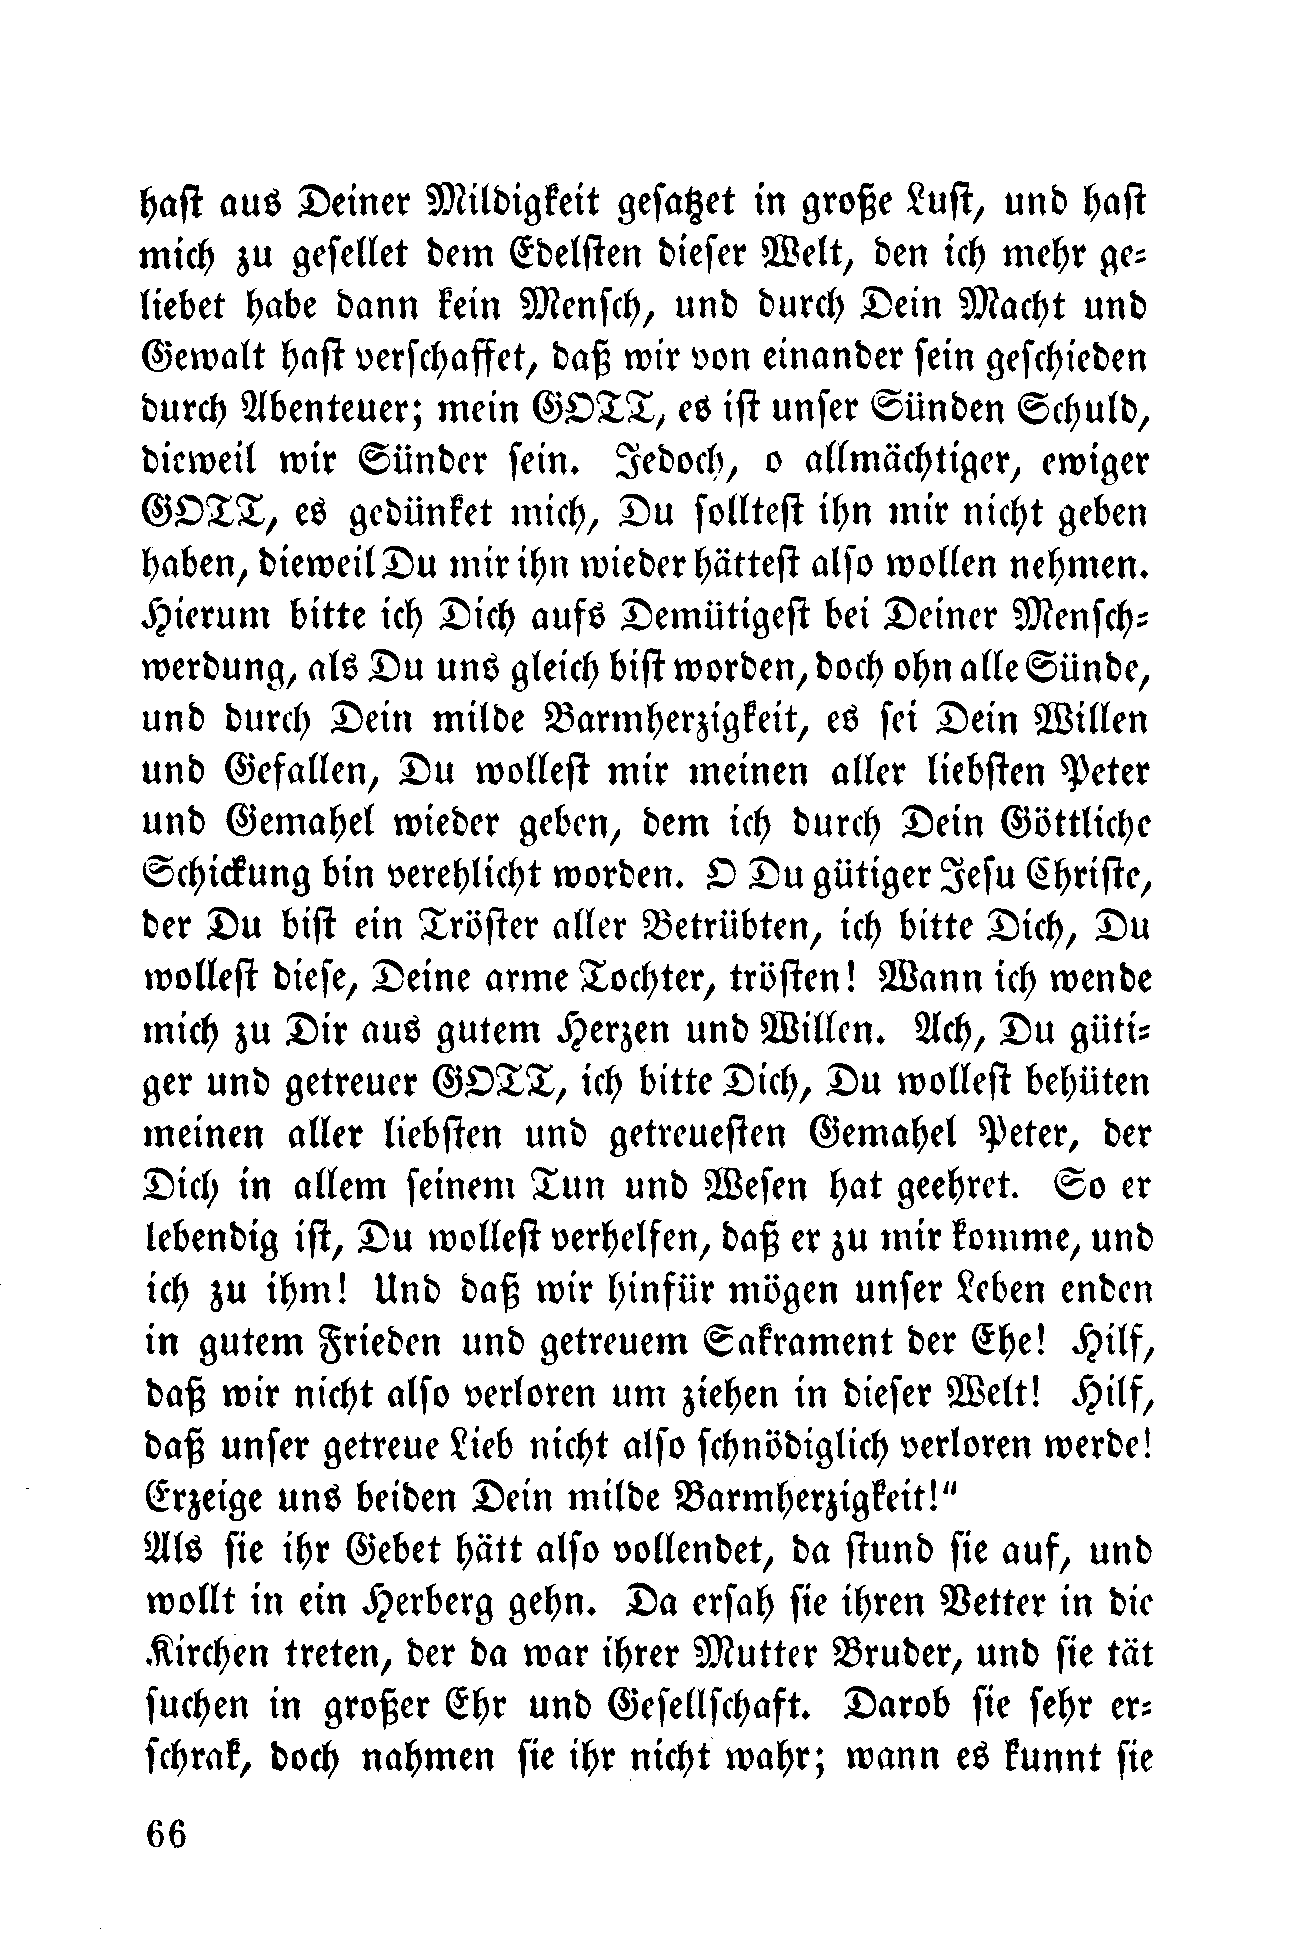 hast aus Deiner Mildigkeit gesatzet in große Lust, und hast
mich zu gesellet dem Edelsten dieser Welt, den ich mehr ge-
liebet habe dann kein Mensch, und durch Dein Macht und
Gewalt hast verschaffet, daß wir von einander sein geschieden
durch Abenteuer; mein GOTT, es ist unser Sünden Schuld,
dieweil wir Sünder sein. Jedoch, o allmächtiger, ewiger
GOTT, es gedünket mich, Du solltest ihn mir nicht geben
haben, dieweil Du mir ihn wieder hättest also wollen nehmen.
Hierum bitte ich Dich aufs Demütigest bei Deiner Mensch-
werdung, als Du uns gleich bist worden, doch ohn alle Sünde,
und durch Dein milde Barmherzigkeit, es sei Dein Willen
und Gefallen, Du wollest mir meinen aller liebsten Peter
und Gemahel wieder geben, dem ich durch Dein Göttliche
Schickung bin verehlicht worden. O Du gütiger Jesu Christe,
der Du bist ein Tröster aller Betrübten, ich bitte Dich, Du
wollest diese, Deine arme Tochter, trösten! Wann ich wende
mich zu Dir aus gutem Herzen und Willen. Ach, Du güti-
ger und getreuer GOTT, ich bitte Dich, Du wollest behüten
meinen aller liebsten und getreuesten Gemahel Peter, der
Dich in allem seinem Tun und Wesen hat geehret. So er
lebendig ist, Du wollest verhelfen, daß er zu mir komme, und
ich zu ihm! Und daß wir hinfür mögen unser Leben enden
in gutem Frieden und getreuem Sakrament der Ehe! Hilf,
daß wir nicht also verloren um ziehen in dieser Welt! Hilf,
daß unser getreue Lieb nicht also schnödiglich verloren werde!
Erzeige uns beiden Dein milde Barmherzigkeit!“
Als sie ihr Gebet hätt also vollendet, da stund sie auf, und
wollt in ein Herberg gehn. Da ersah sie ihren Vetter in die
Kirchen treten, der da war ihrer Mutter Bruder, und sie tät
suchen in großer Ehr und Gesellschaft. Darob sie sehr er-
schrak, doch nahmen sie ihr nicht wahr; wann es kunnt sie
66